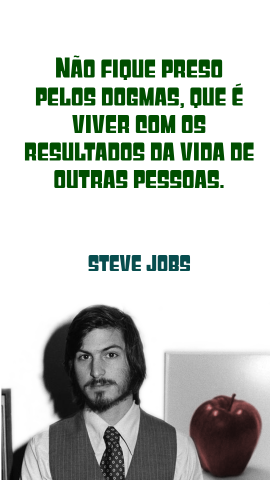 Não fique preso
pelos dogmas, que é
viver com os
resultados da vida de
outras pessoas.
Steve Jobs